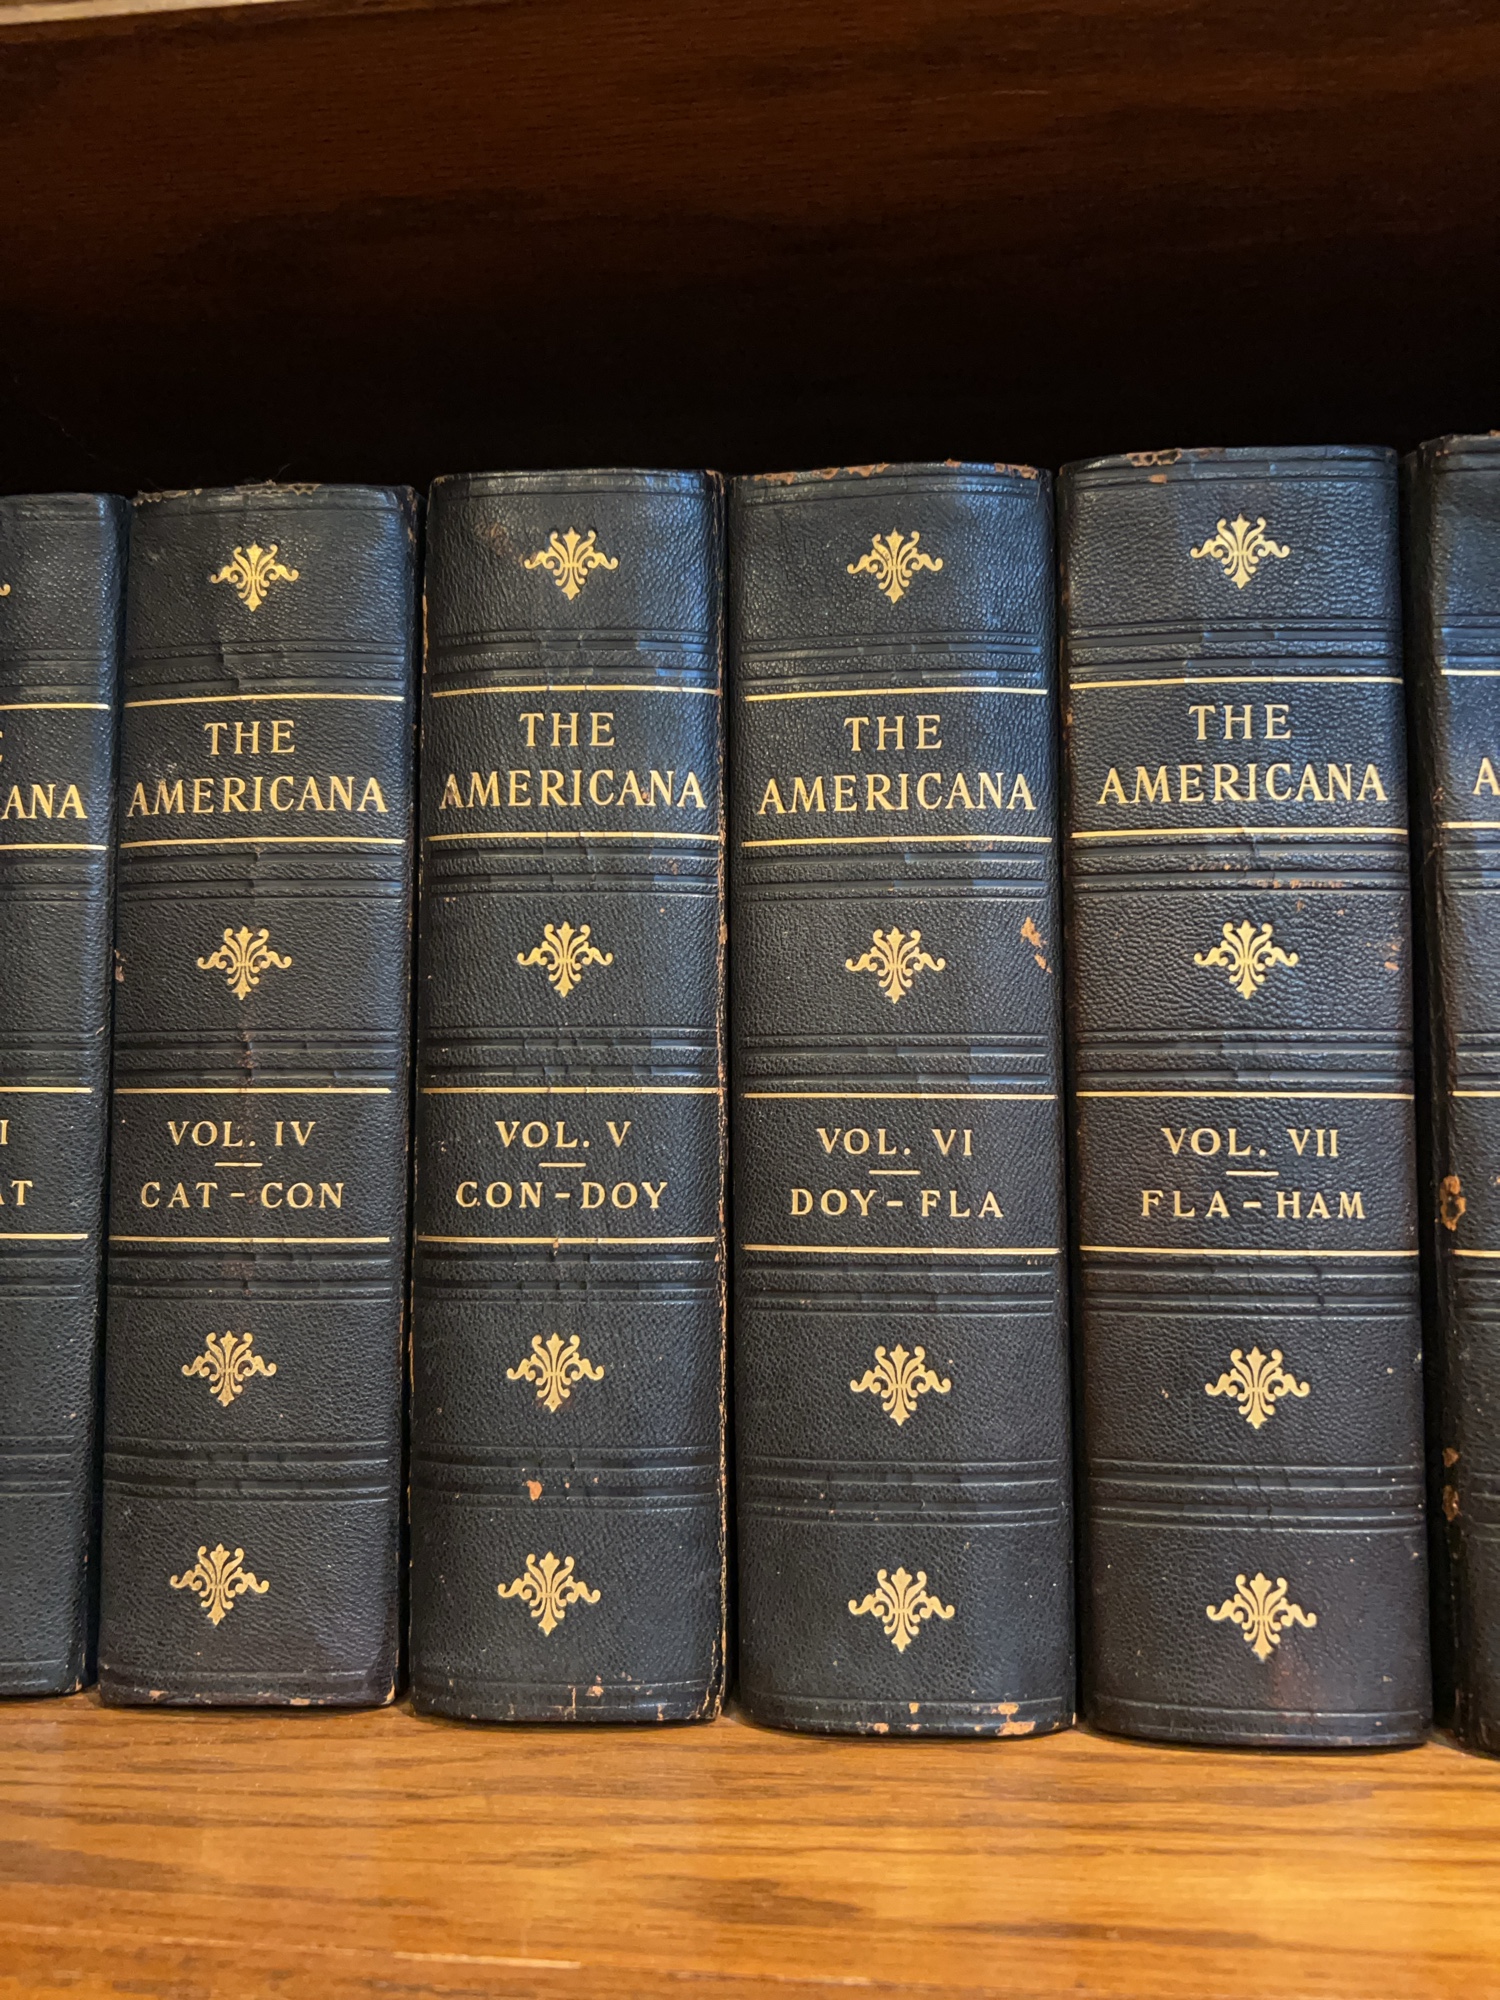 THE
AMERICANA
VOL. IV
CAT-CON
THE
AMERICANA
VOL. V
CON-DOY
THE
AMERICANA
VOL. VI
DOY-FLA
THE
AMERICANA
VOL. VII
FLA-HAM